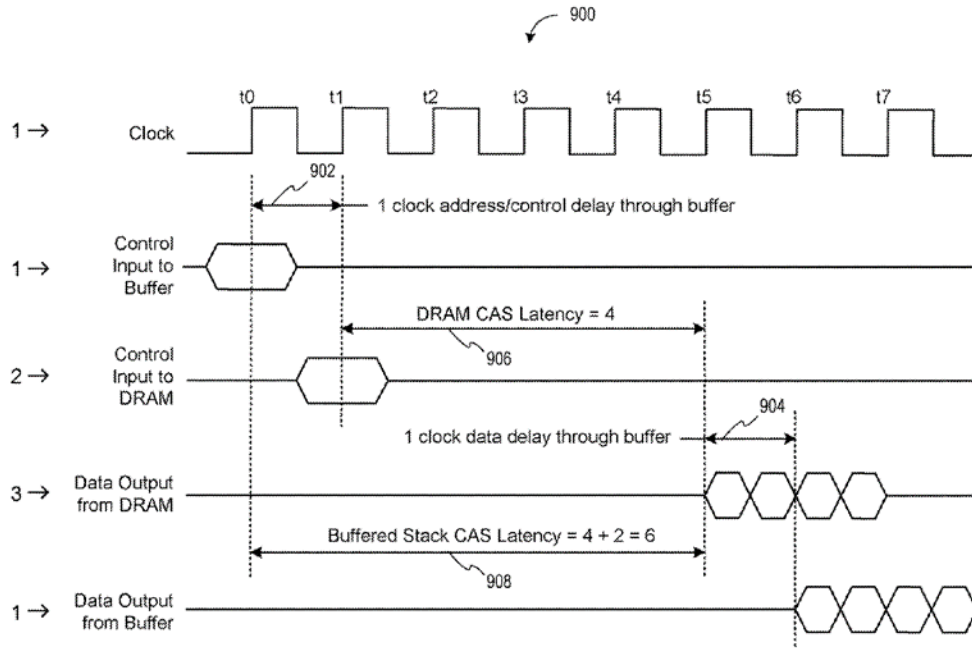 900
t0 t1 t2 t3 t4 t5 t6 t7
1→ Clock
902
1 clock address/control delay through buffer
1→ Control
Input to
Buffer
DRAM CAS Latency = 4
906
2→ Control
Input to
DRAM
1 clock data delay through buffer
904
3→ Data Output
from DRAM
Buffered Stack CAS Latency = 4 + 2 = 6
908
1→ Data Output
from Buffer